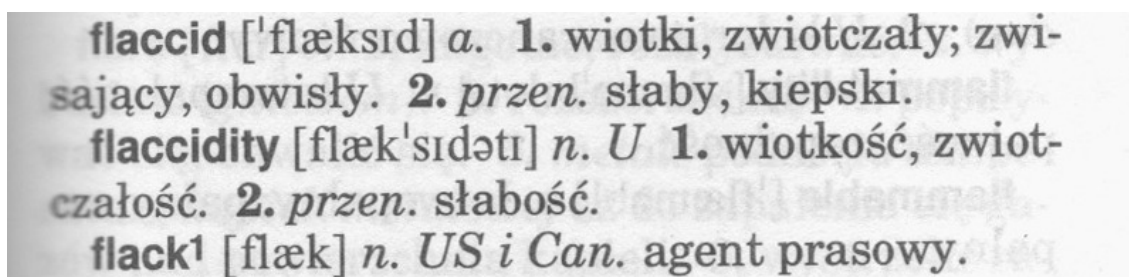 flaccid [ˈflæksɪd] a. 1. wiotki, zwiotczały; zwi-
sający, obwisły. 2. przen. słaby, kiepski.
flaccidity [flækˈsɪdətɪ] n. U 1. wiotkość, zwiot-
czałość. 2. przen. słabość.
flack¹ [flæk] n. US i Can. agent prasowy.